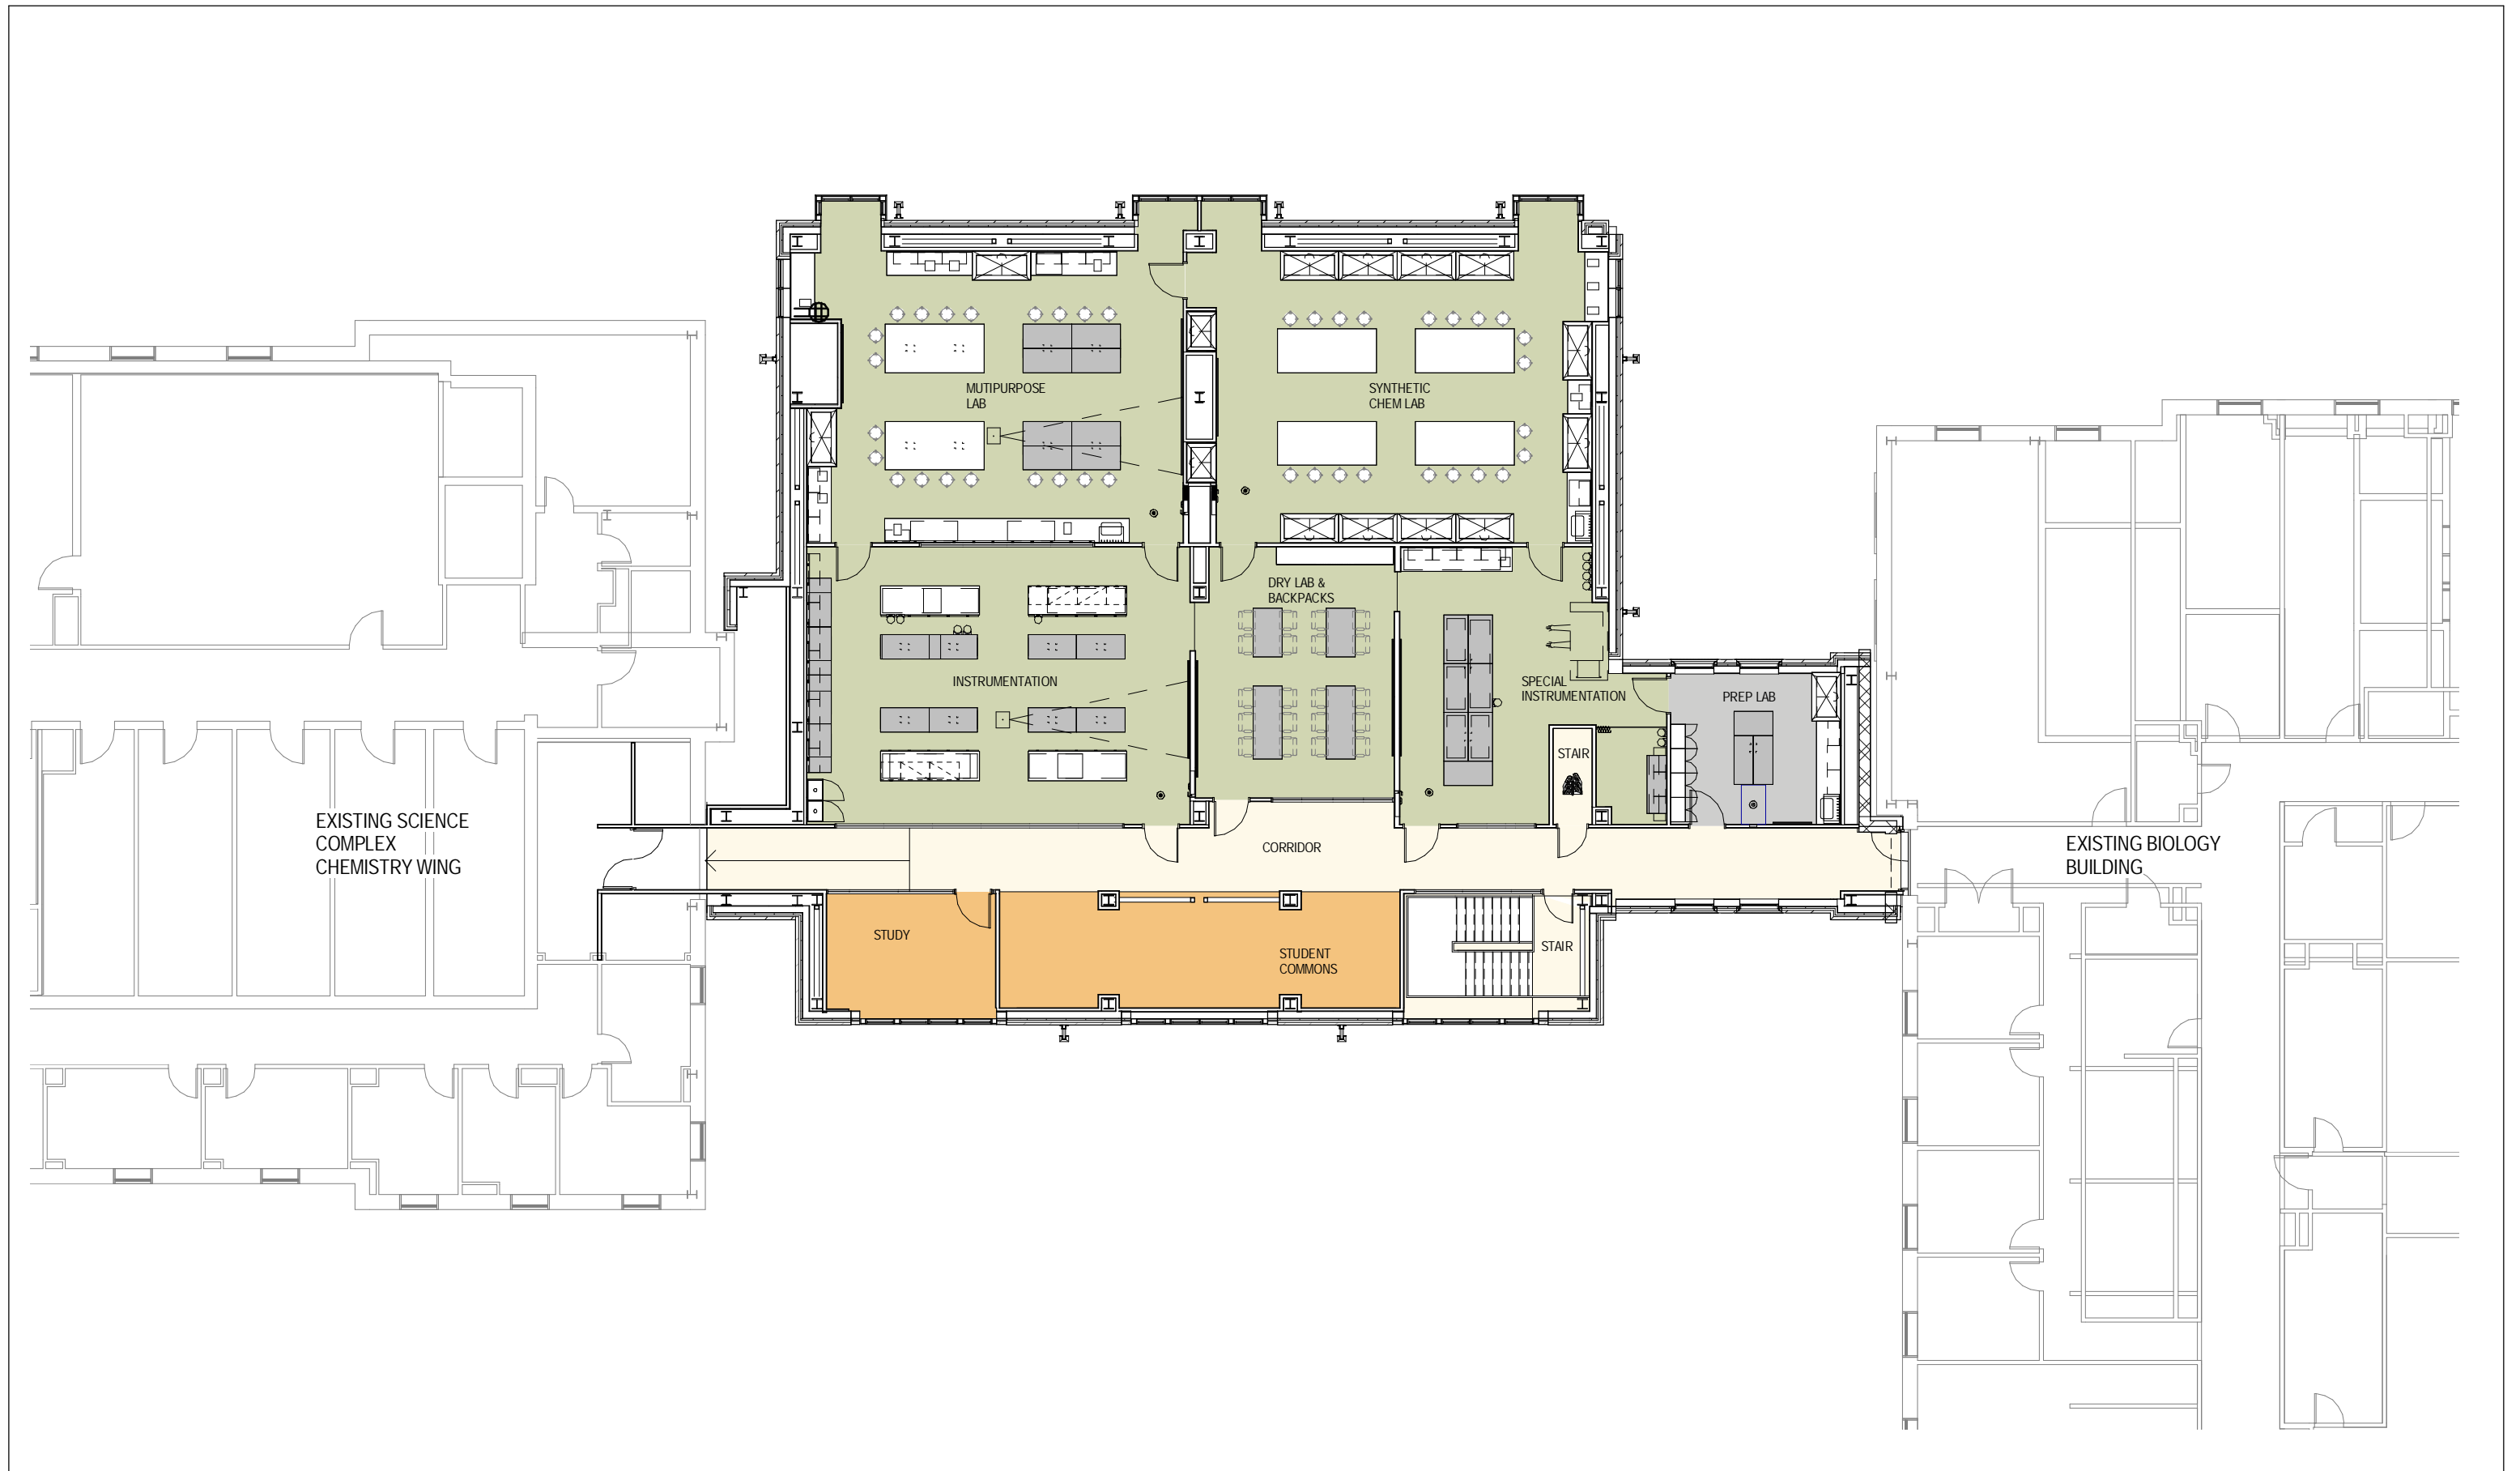 MUTIPURPOSE
LAB
SYNTHETIC
CHEM LAB
DRY LAB &
BACKPACKS
INSTRUMENTATION
SPECIAL
INSTRUMENTATION
PREP LAB
STAIR
EXISTING SCIENCE
COMPLEX
CHEMISTRY WING
CORRIDOR
EXISTING BIOLOGY
BUILDING
STUDY
STUDENT
COMMONS
STAIR